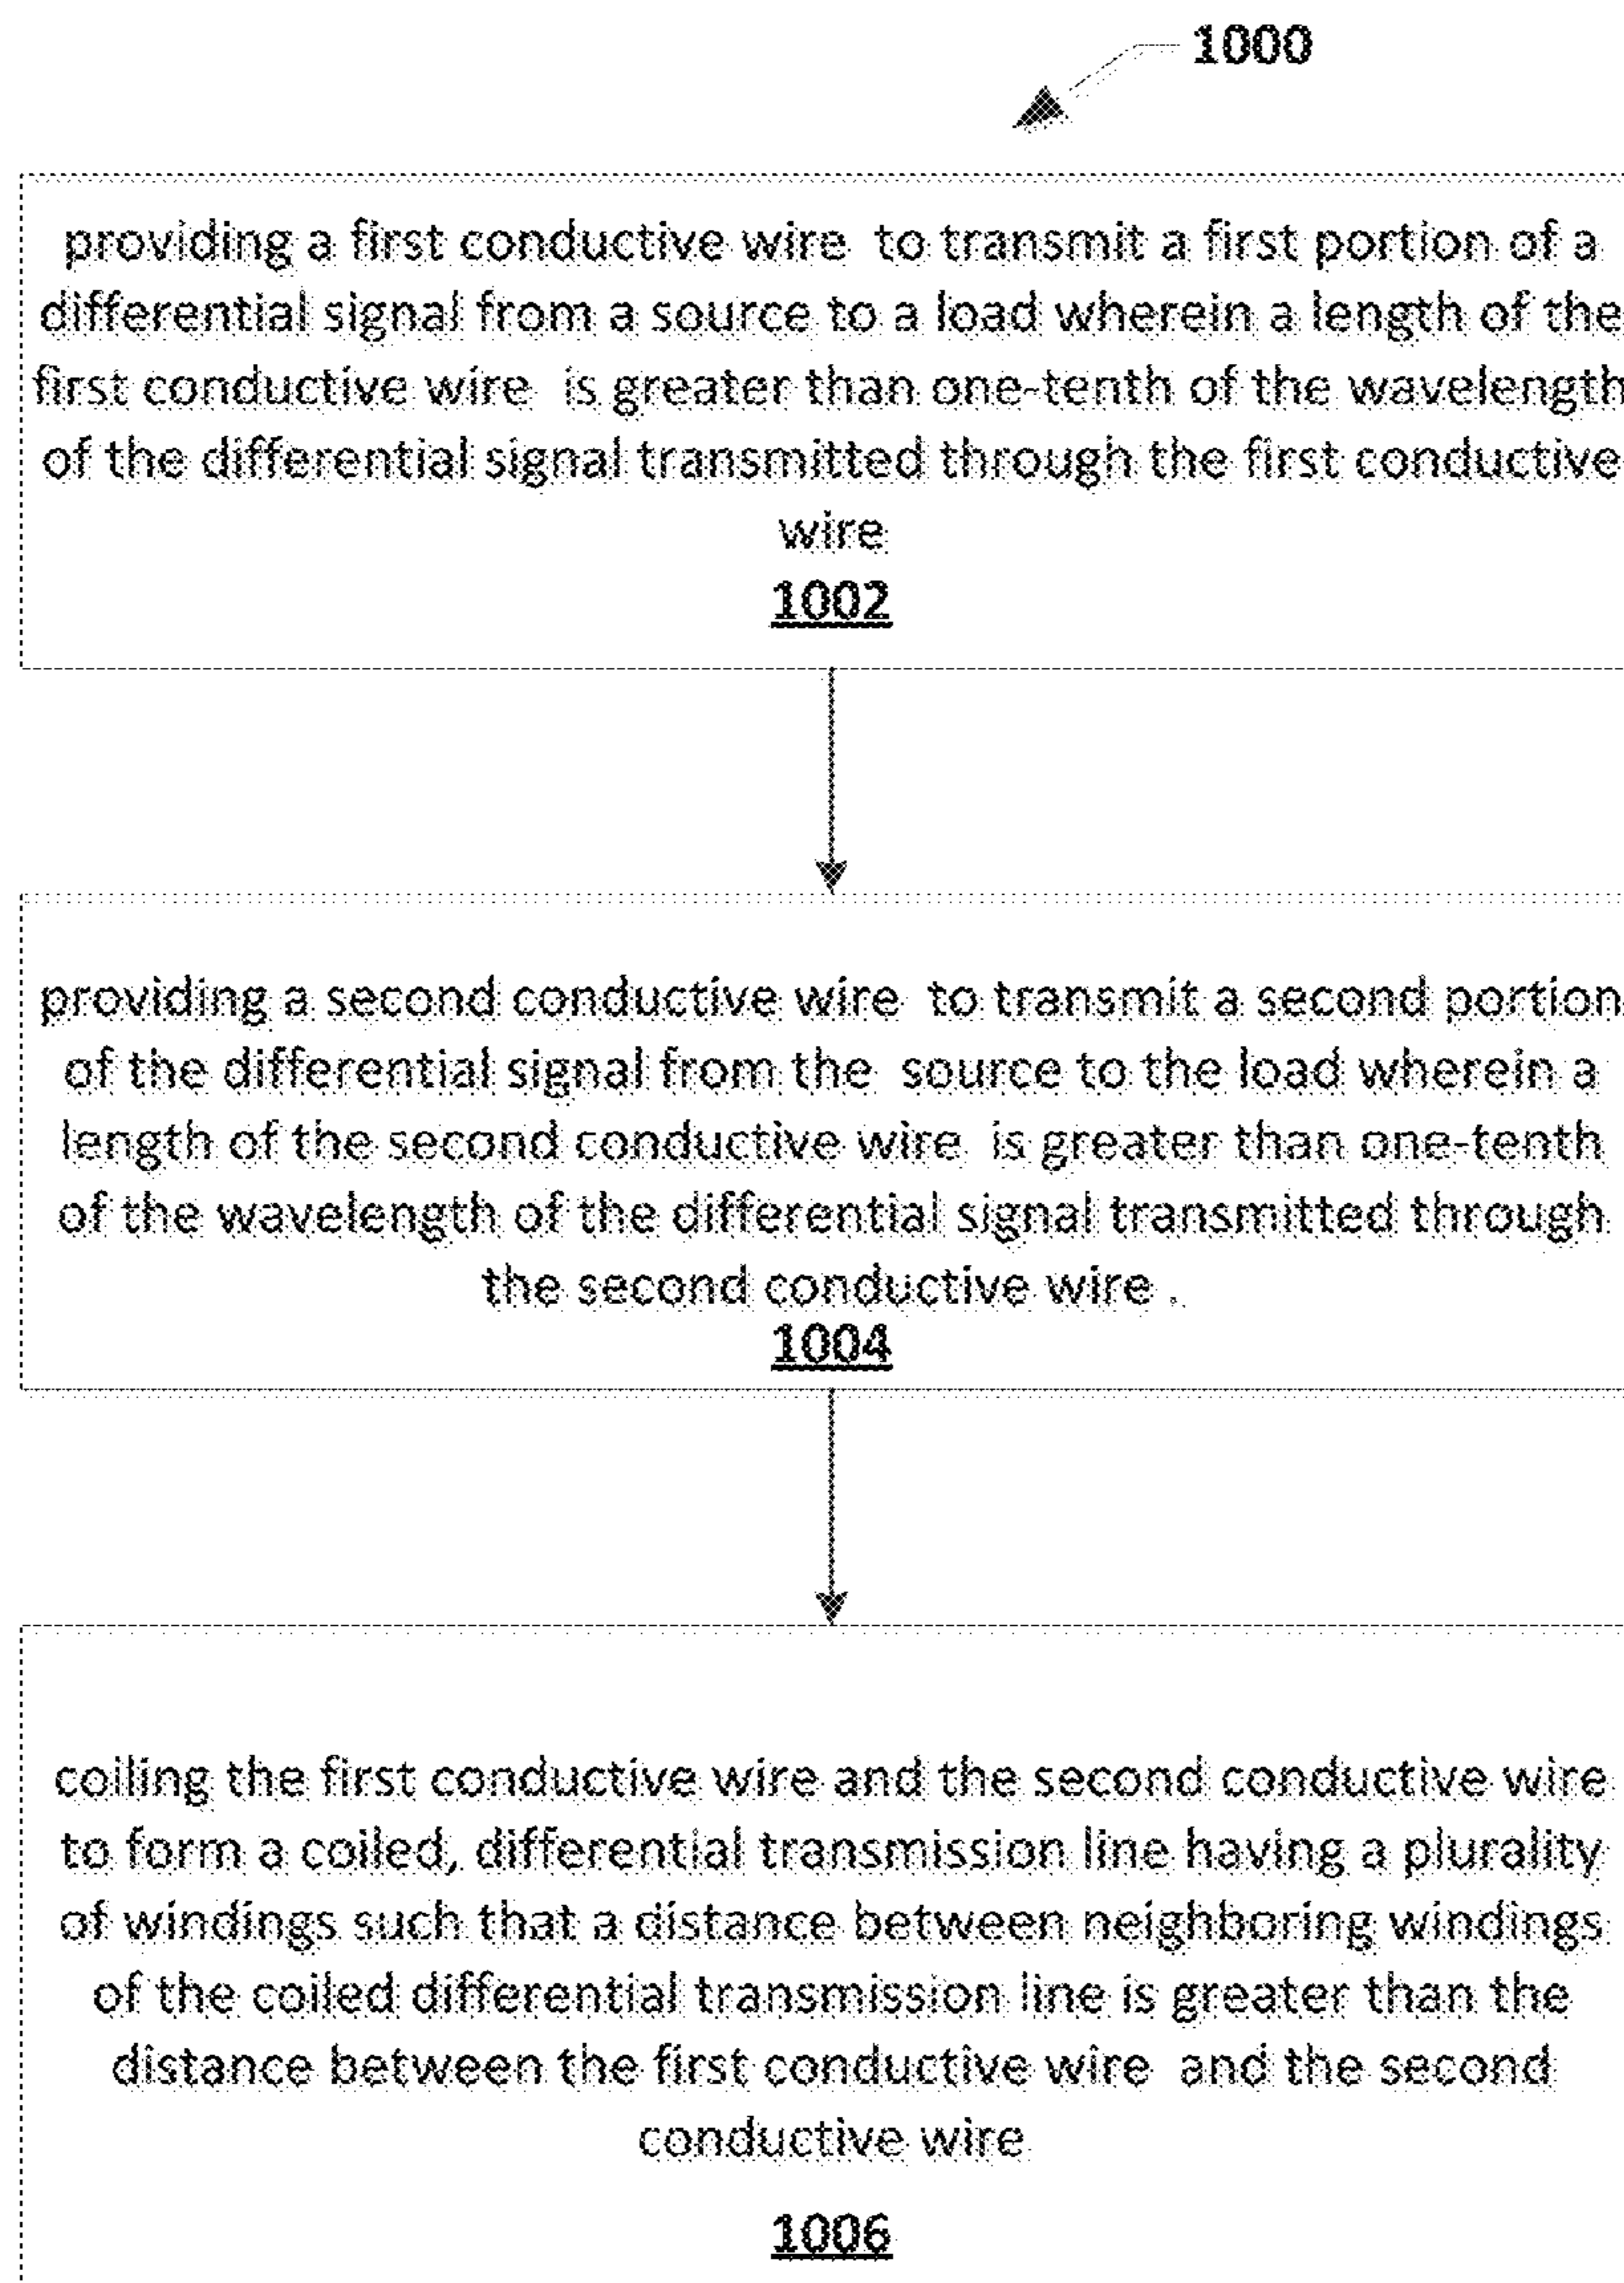 1000
providing a first conductive wire to transmit a first portion of a
differential signal from a source to a load wherein a length of the
first conductive wire is greater than one-tenth of the wavelength
of the differential signal transmitted through the first conductive
wire
1002
providing a second conductive wire to transmit a second portion
of the differential signal from the source to the load wherein a
length of the second conductive wire is greater than one-tenth
of the wavelength of the differential signal transmitted through
the second conductive wire .
1004
coiling the first conductive wire and the second conductive wire
to form a coiled, differential transmission line having a plurality
of windings such that a distance between neighboring windings
of the coiled differential transmission line is greater than the
distance between the first conductive wire and the second
conductive wire
1006